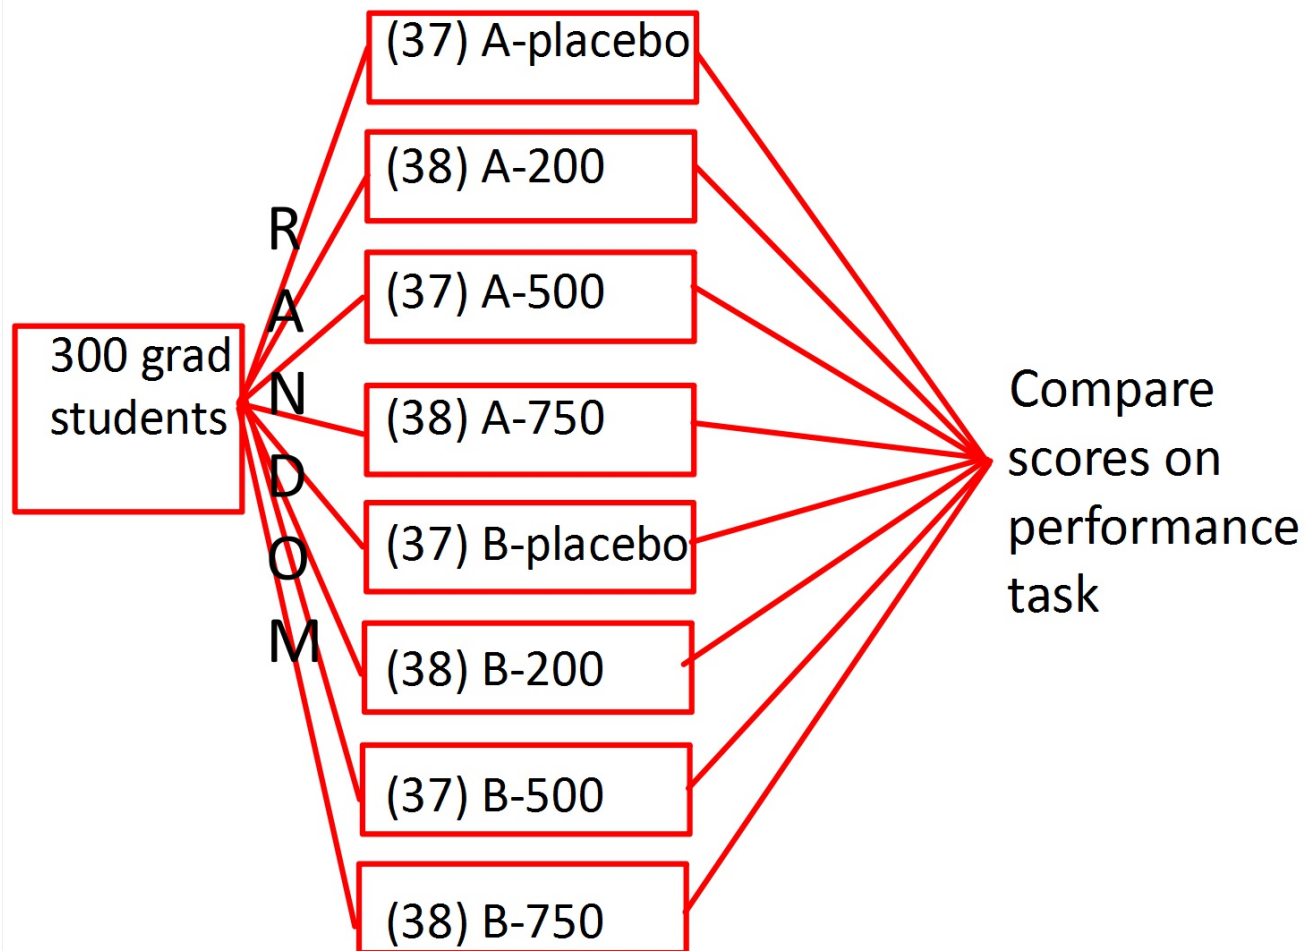 300 grad
students
R
A
N
D
O
M
(37) A-placebo
(38) A-200
(37) A-500
(38) A-750
(37) B-placebo
(38) B-200
(37) B-500
(38) B-750
Compare
scores on
performance
task